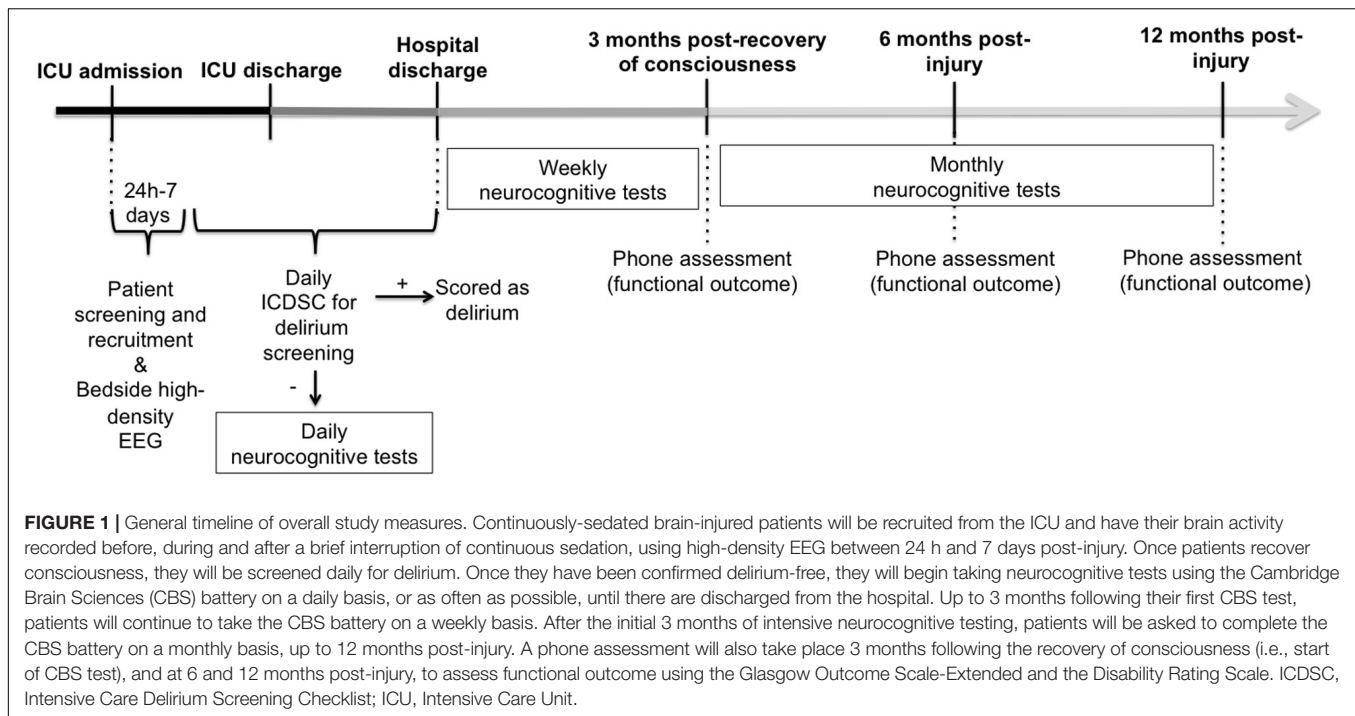 ICU admission
ICU discharge
Hospital
discharge
3 months post-recovery
of consciousness
6 months post-
injury
12 months post-
injury
24h-7
days
Weekly
neurocognitive tests
Monthly
neurocognitive tests
Patient
screening and
recruitment
&
Bedside high-
density
EEG
Daily
ICDSC for
delirium
screening
+
Scored as
delirium
-
Daily
neurocognitive tests
Phone assessment
(functional outcome)
Phone assessment
(functional outcome)
Phone assessment
(functional outcome)
FIGURE 1 | General timeline of overall study measures. Continuously-sedated brain-injured patients will be recruited from the ICU and have their brain activity
recorded before, during and after a brief interruption of continuous sedation, using high-density EEG between 24 h and 7 days post-injury. Once patients recover
consciousness, they will be screened daily for delirium. Once they have been confirmed delirium-free, they will begin taking neurocognitive tests using the Cambridge
Brain Sciences (CBS) battery on a daily basis, or as often as possible, until there are discharged from the hospital. Up to 3 months following their first CBS test,
patients will continue to take the CBS battery on a weekly basis. After the initial 3 months of intensive neurocognitive testing, patients will be asked to complete the
CBS battery on a monthly basis, up to 12 months post-injury. A phone assessment will also take place 3 months following the recovery of consciousness (i.e., start
of CBS test), and at 6 and 12 months post-injury, to assess functional outcome using the Glasgow Outcome Scale-Extended and the Disability Rating Scale. ICDSC,
Intensive Care Delirium Screening Checklist; ICU, Intensive Care Unit.